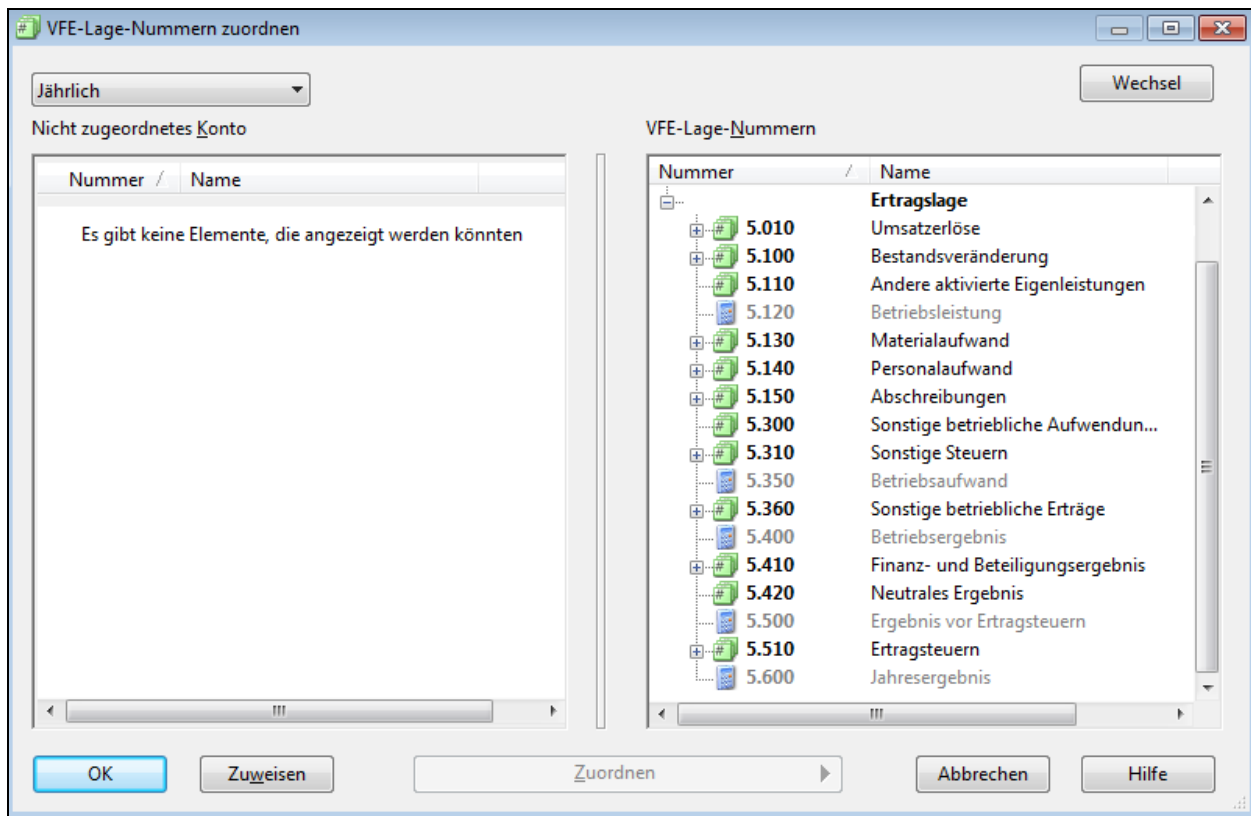 VFE-Lage-Nummern zuordnen
Jährlich
Wechsel
Nicht zugeordnetes Konto
VFE-Lage-Nummern
Nummer Name
Es gibt keine Elemente, die angezeigt werden könnten
Nummer Name
Ertragslage
5.010 Umsatzerlöse
5.100 Bestandsveränderung
5.110 Andere aktivierte Eigenleistungen
5.120 Betriebsleistung
5.130 Materialaufwand
5.140 Personalaufwand
5.150 Abschreibungen
5.300 Sonstige betriebliche Aufwendun...
5.310 Sonstige Steuern
5.350 Betriebsaufwand
5.360 Sonstige betriebliche Erträge
5.400 Betriebsergebnis
5.410 Finanz- und Beteiligungsergebnis
5.420 Neutrales Ergebnis
5.500 Ergebnis vor Ertragsteuern
5.510 Ertragsteuern
5.600 Jahresergebnis
OK
Zuweisen
Zuordnen
Abbrechen
Hilfe